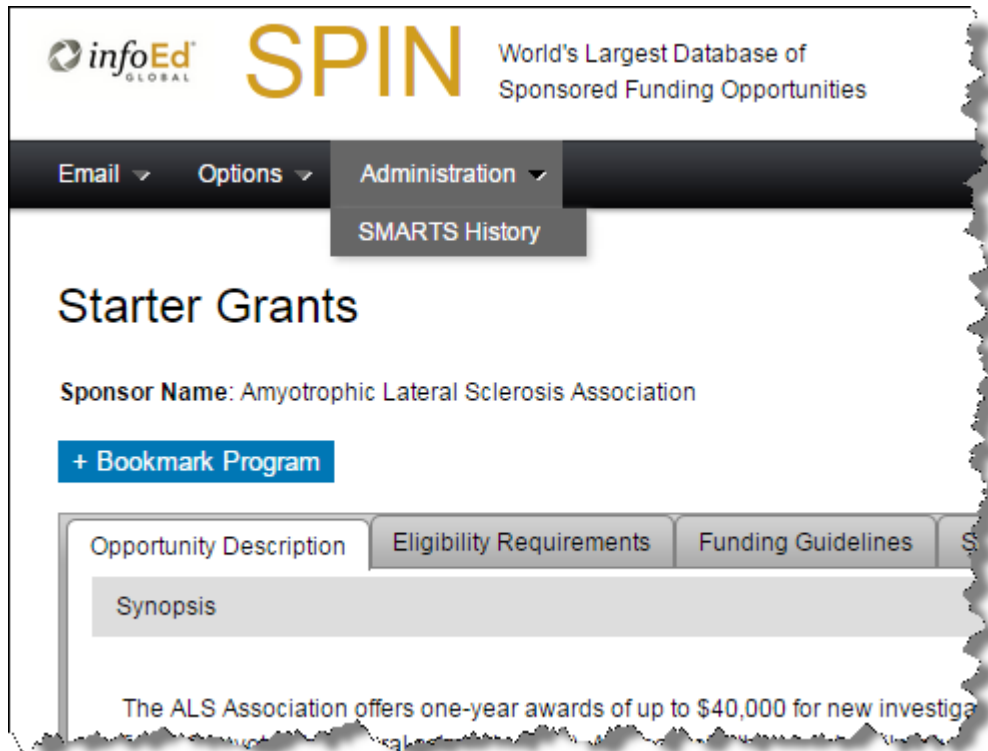 infoEd GLOBAL
SPIN
World's Largest Database of
Sponsored Funding Opportunities
Email Options Administration
SMARTS History
Starter Grants
Sponsor Name: Amyotrophic Lateral Sclerosis Association
+ Bookmark Program
Opportunity Description Eligibility Requirements Funding Guidelines S
Synopsis
The ALS Association offers one-year awards of up to $40,000 for new investiga